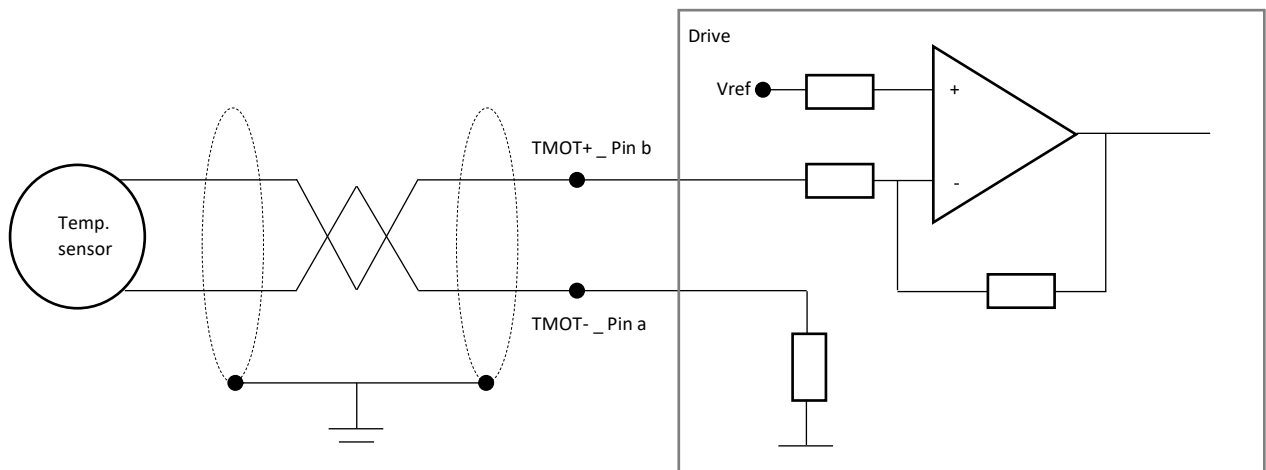 Drive
Vref
+
TMOT+ _ Pin b
-
Temp.
sensor
TMOT- _ Pin a